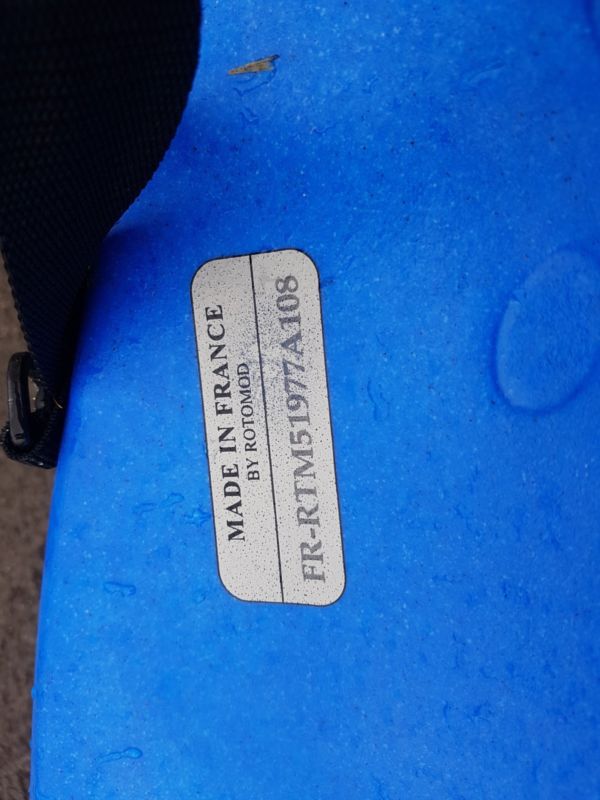 MADE IN FRANCE
BY ROTOMOD
FR-RTM51977A108